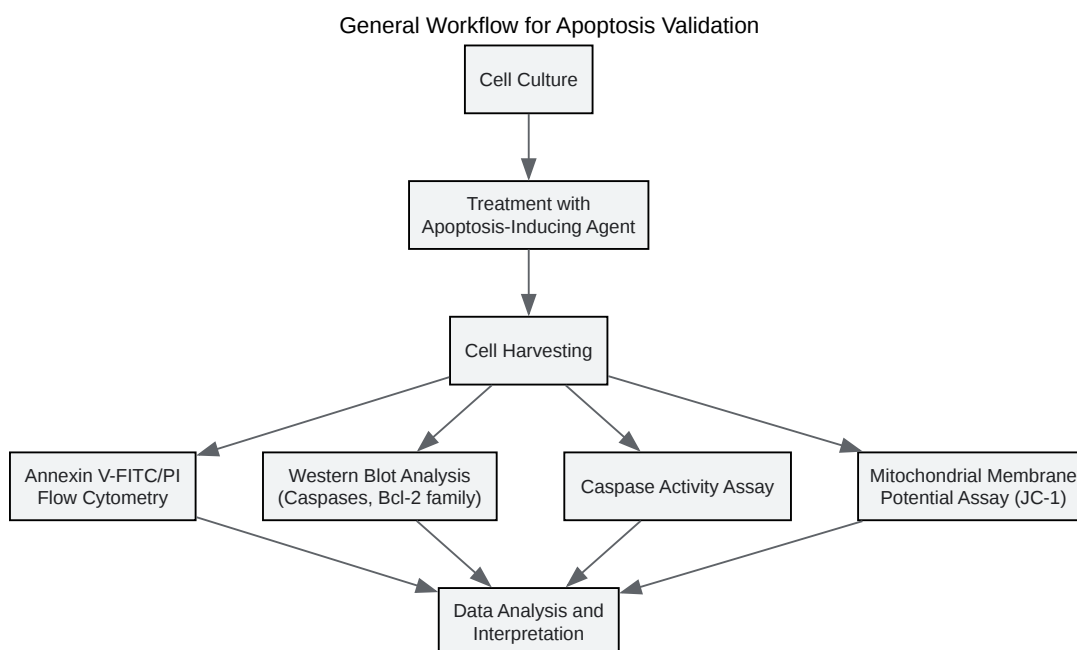 General Workflow for Apoptosis Validation
Cell Culture
Treatment with
Apoptosis-Inducing Agent
Cell Harvesting
Annexin V-FITC/PI
Flow Cytometry
Western Blot Analysis
(Caspases, Bcl-2 family)
Caspase Activity Assay
Mitochondrial Membrane
Potential Assay (JC-1)
Data Analysis and
Interpretation